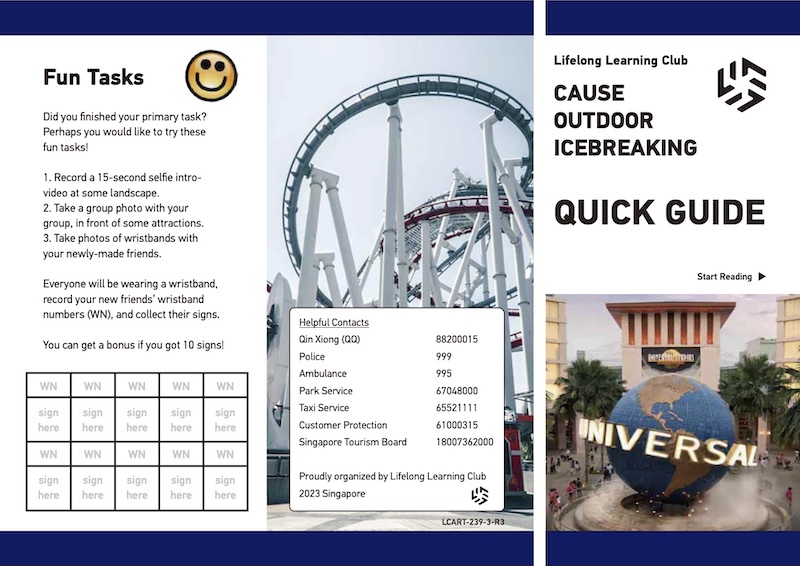 Fun Tasks
Did you finished your primary task?
Perhaps you would like to try these
fun tasks!
1. Record a 15-second selfie intro-
video at some landscape.
2. Take a group photo with your
group, in front of some attractions.
3. Take photos of wristbands with
your newly-made friends.
Everyone will be wearing a wristband,
record your new friends' wristband
numbers (WN), and collect their signs.
You can get a bonus if you got 10 signs!
WN WN WN WN WN
sign sign sign sign sign
here here here here here
WN WN WN WN WN
sign sign sign sign sign
here here here here here
Helpful Contacts
Qin Xiong (QQ) 88200015
Police 999
Ambulance 995
Park Service 67048000
Taxi Service 65521111
Customer Protection 61000315
Singapore Tourism Board 18007362000
Proudly organized by Lifelong Learning Club
2023 Singapore
LCART-239-3-R3
Lifelong Learning Club
CAUSE
OUTDOOR
ICEBREAKING
QUICK GUIDE
Start Reading
UNIVERSAL STUDIOS
UNIVERSAL